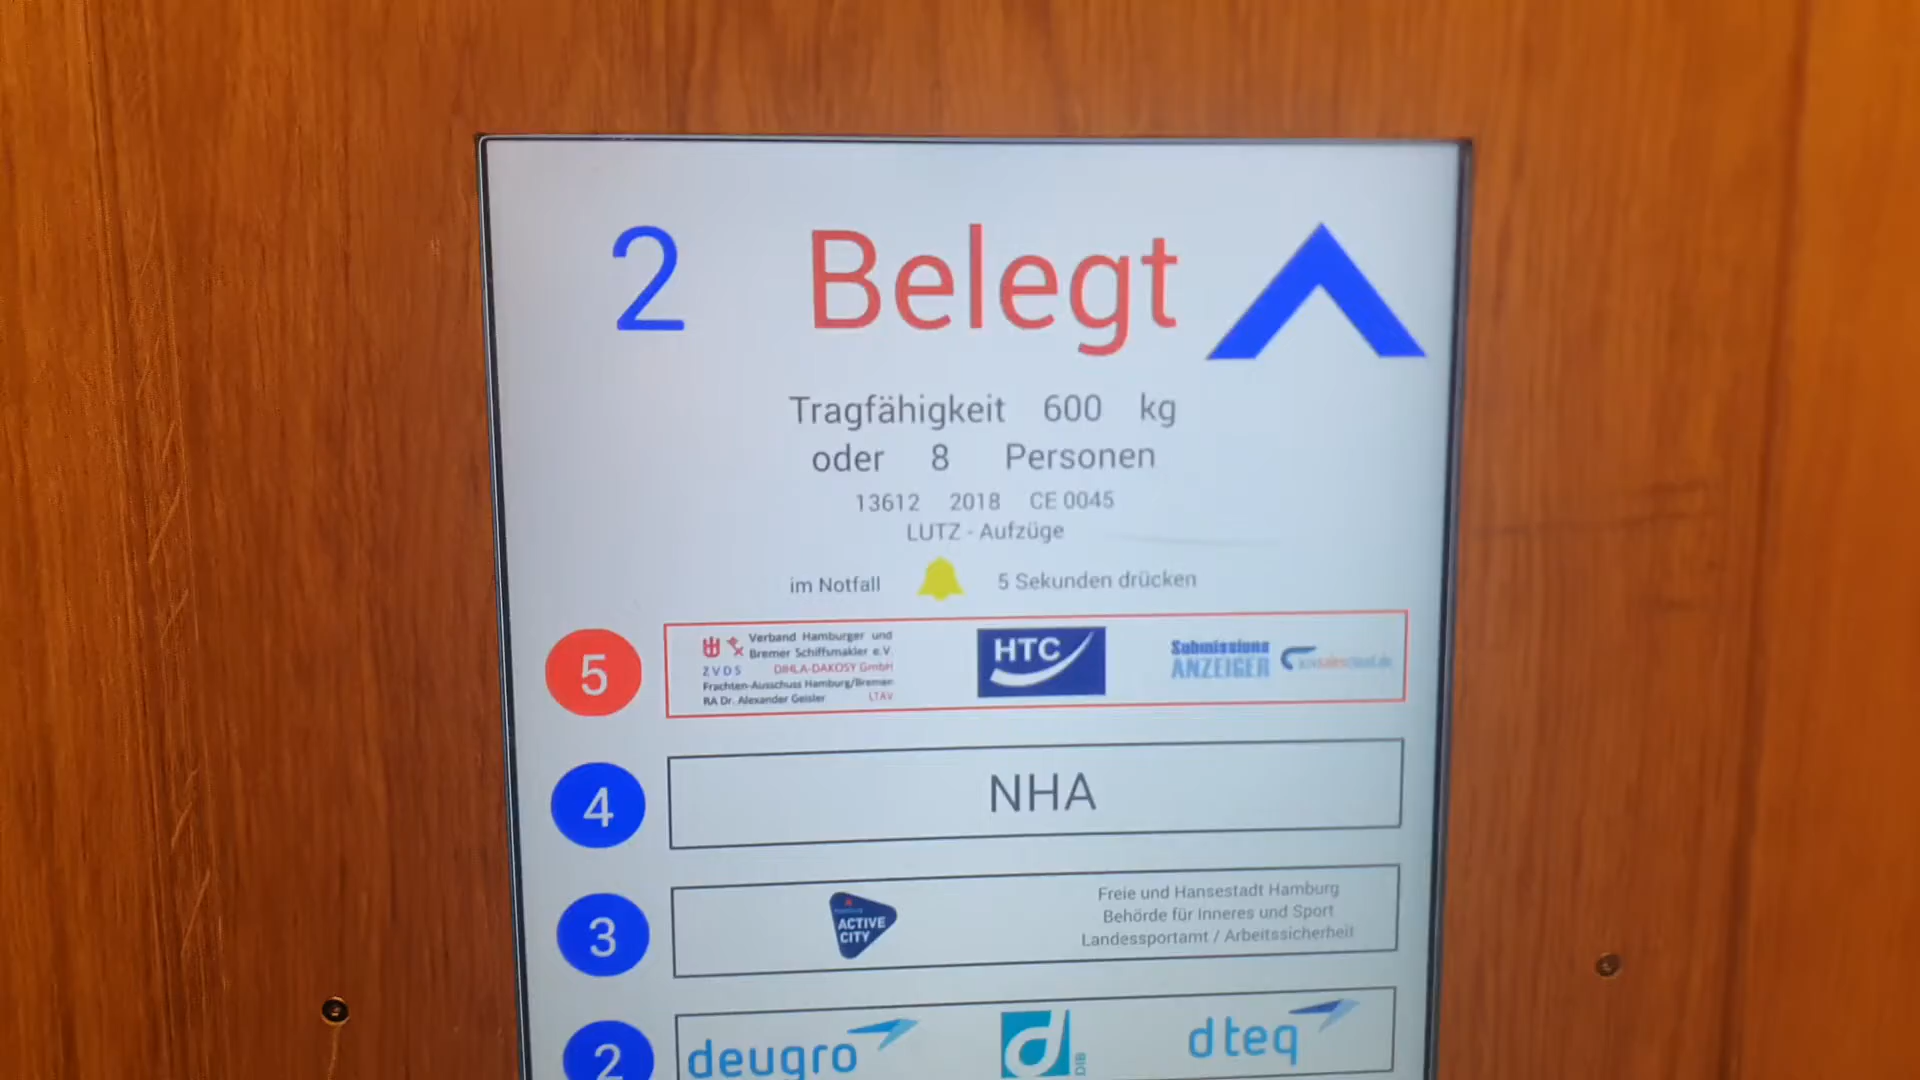 2 Belegt
Tragfähigkeit 600 kg
oder 8 Personen
13612 2018 CE 0045
LUTZ - Aufzüge
im Notfall 5 Sekunden drücken
5
Verband Hamburger und
Bremer Schiffsmakler e.V.
ZVDS DIHLA-DAKOSY GmbH
Frachten-Ausschuss Hamburg/Bremen
RA Dr. Alexander Geisler LTAV
HTC
Submissions
ANZEIGER
4
NHA
3
ACTIVE
CITY
Freie und Hansestadt Hamburg
Behörde für Inneres und Sport
Landessportamt / Arbeitssicherheit
2
deugro
d
DIB
dteq